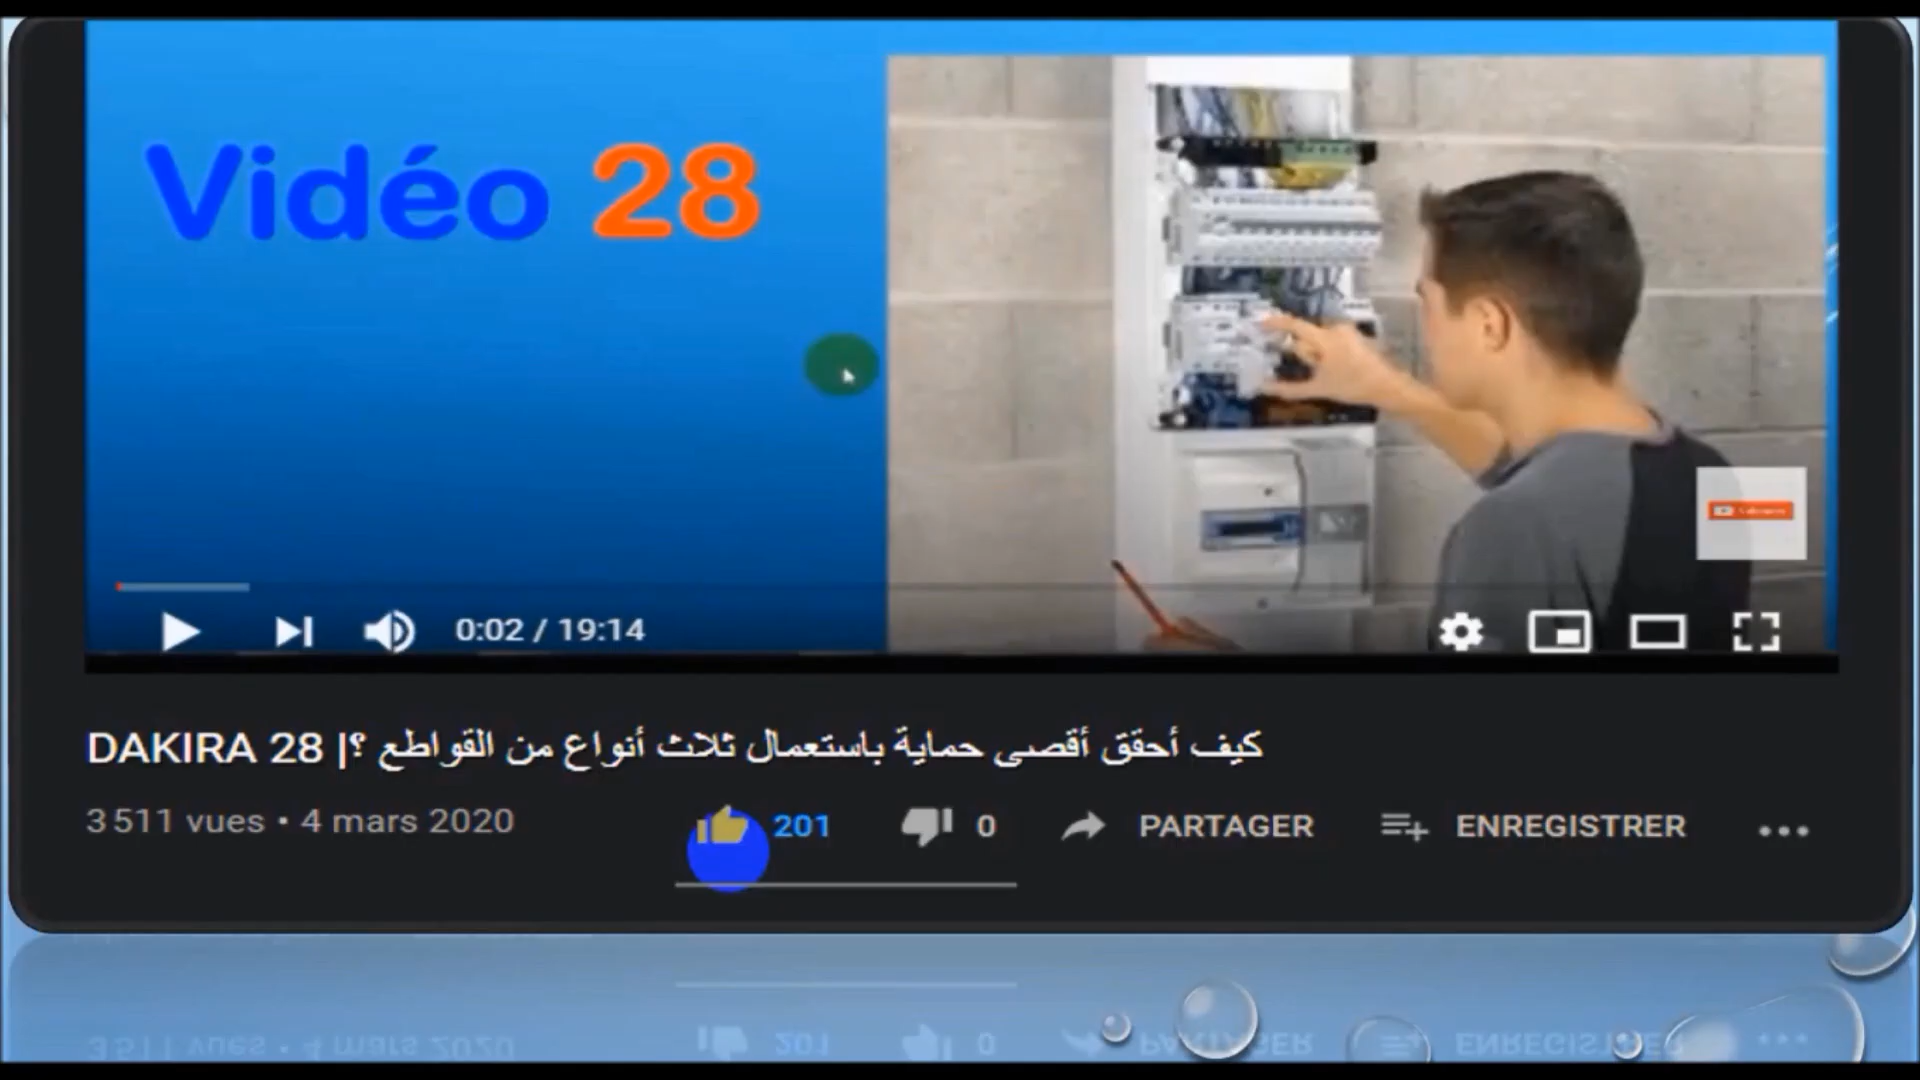 Vidéo 28
0:02 / 19:14
DAKIRA 28 |كيف أحقق أقصى حماية باستعمال ثلاث أنواع من القواطع ؟
3 511 vues • 4 mars 2020
201
0
PARTAGER
ENREGISTRER